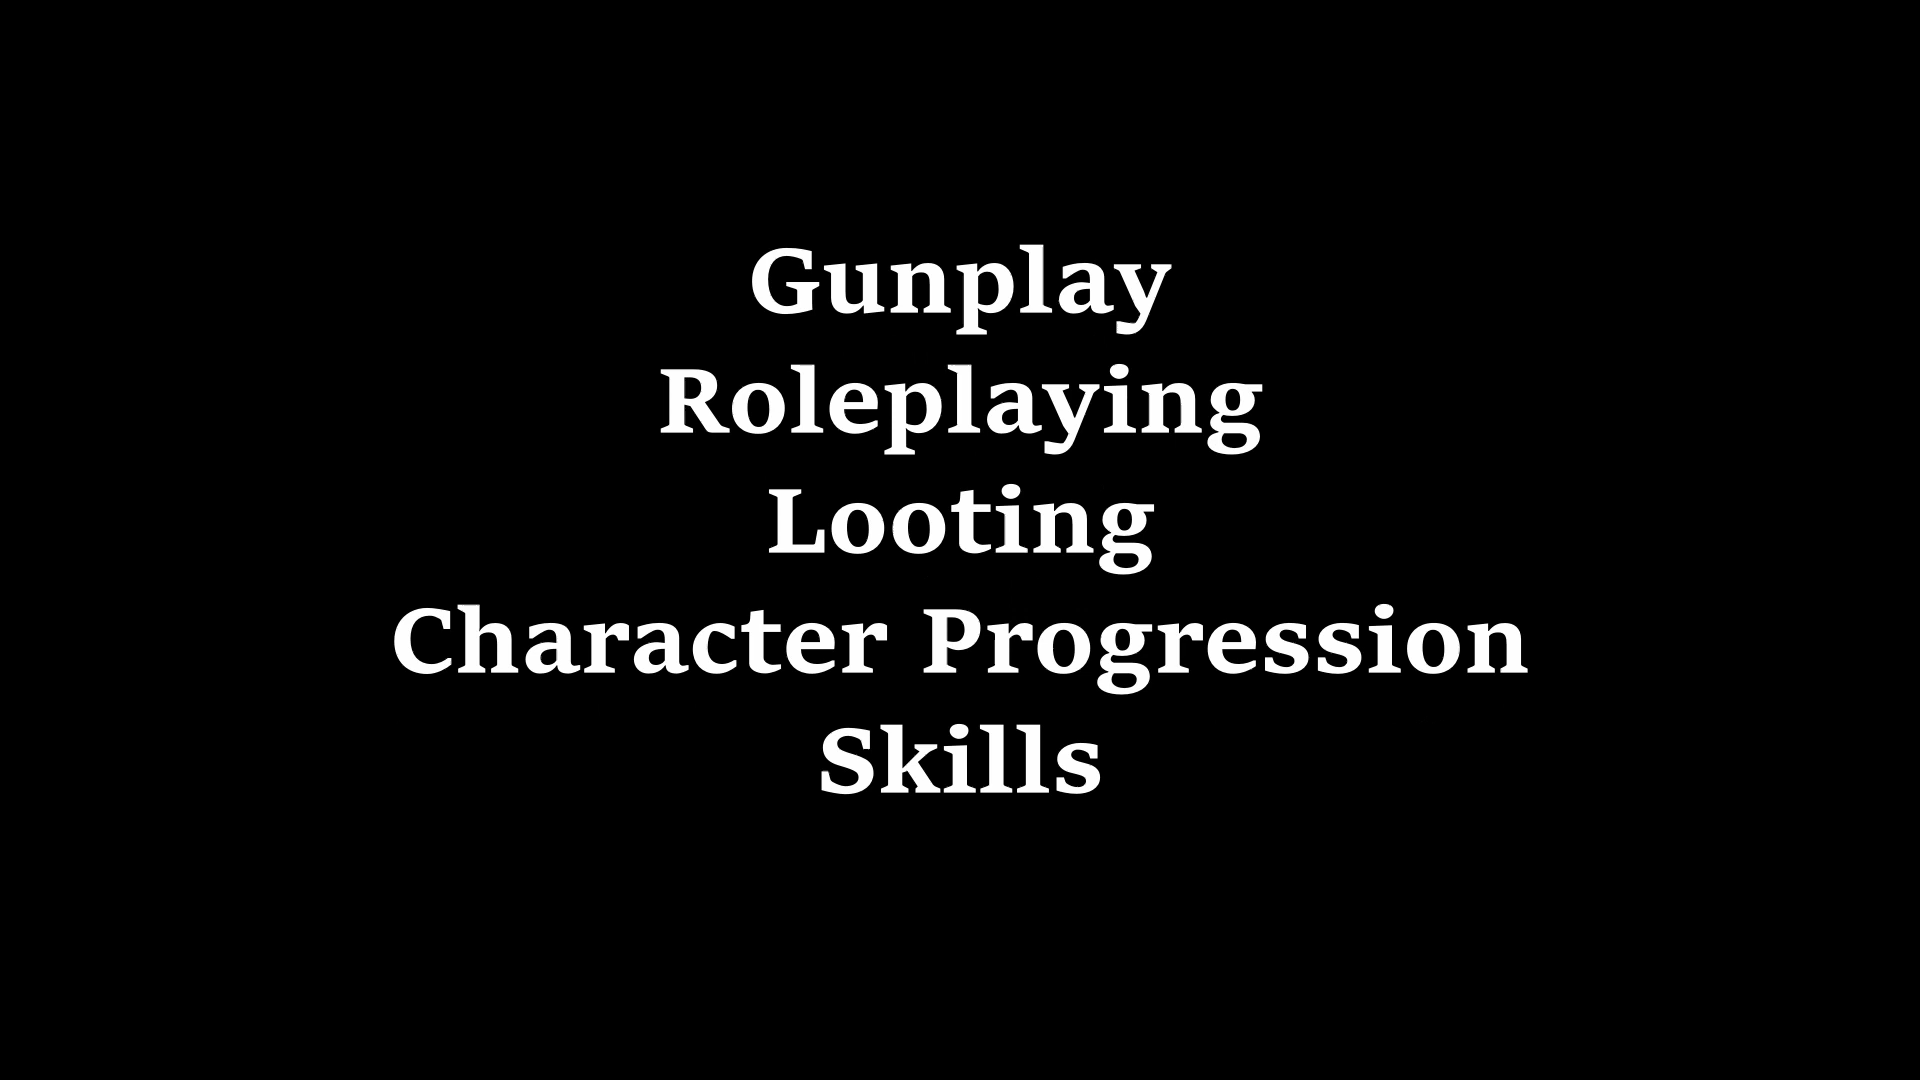 Gunplay
Roleplaying
Looting
Character Progression
Skills